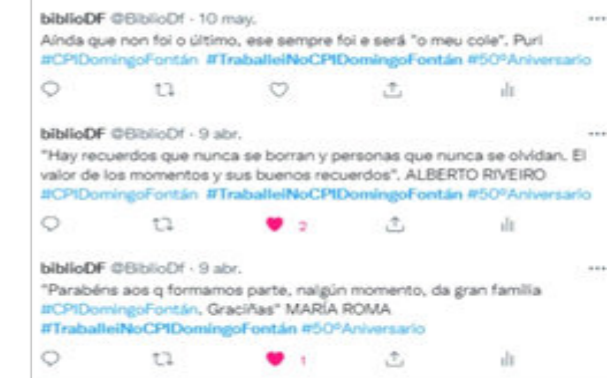 biblioDF @BiblioDf · 10 may.
Aínda que non foi o último, ese sempre foi e será "o meu cole". Puri
#CPIDomingoFontán #TraballeiNoCPIDomingoFontán #50ºAniversario
biblioDF @BiblioDf · 9 abr.
"Hay recuerdos que nunca se borran y personas que nunca se olvidan. El
valor de los momentos y sus buenos recuerdos". ALBERTO RIVEIRO
#CPIDomingoFontán #TraballeiNoCPIDomingoFontán #50ºAniversario
2
biblioDF @BiblioDf · 9 abr.
"Parabéns aos q formamos parte, nalgún momento, da gran familia
#CPIDomingoFontán. Graciñas" MARÍA ROMA
#TraballeiNoCPIDomingoFontán #50ºAniversario
1